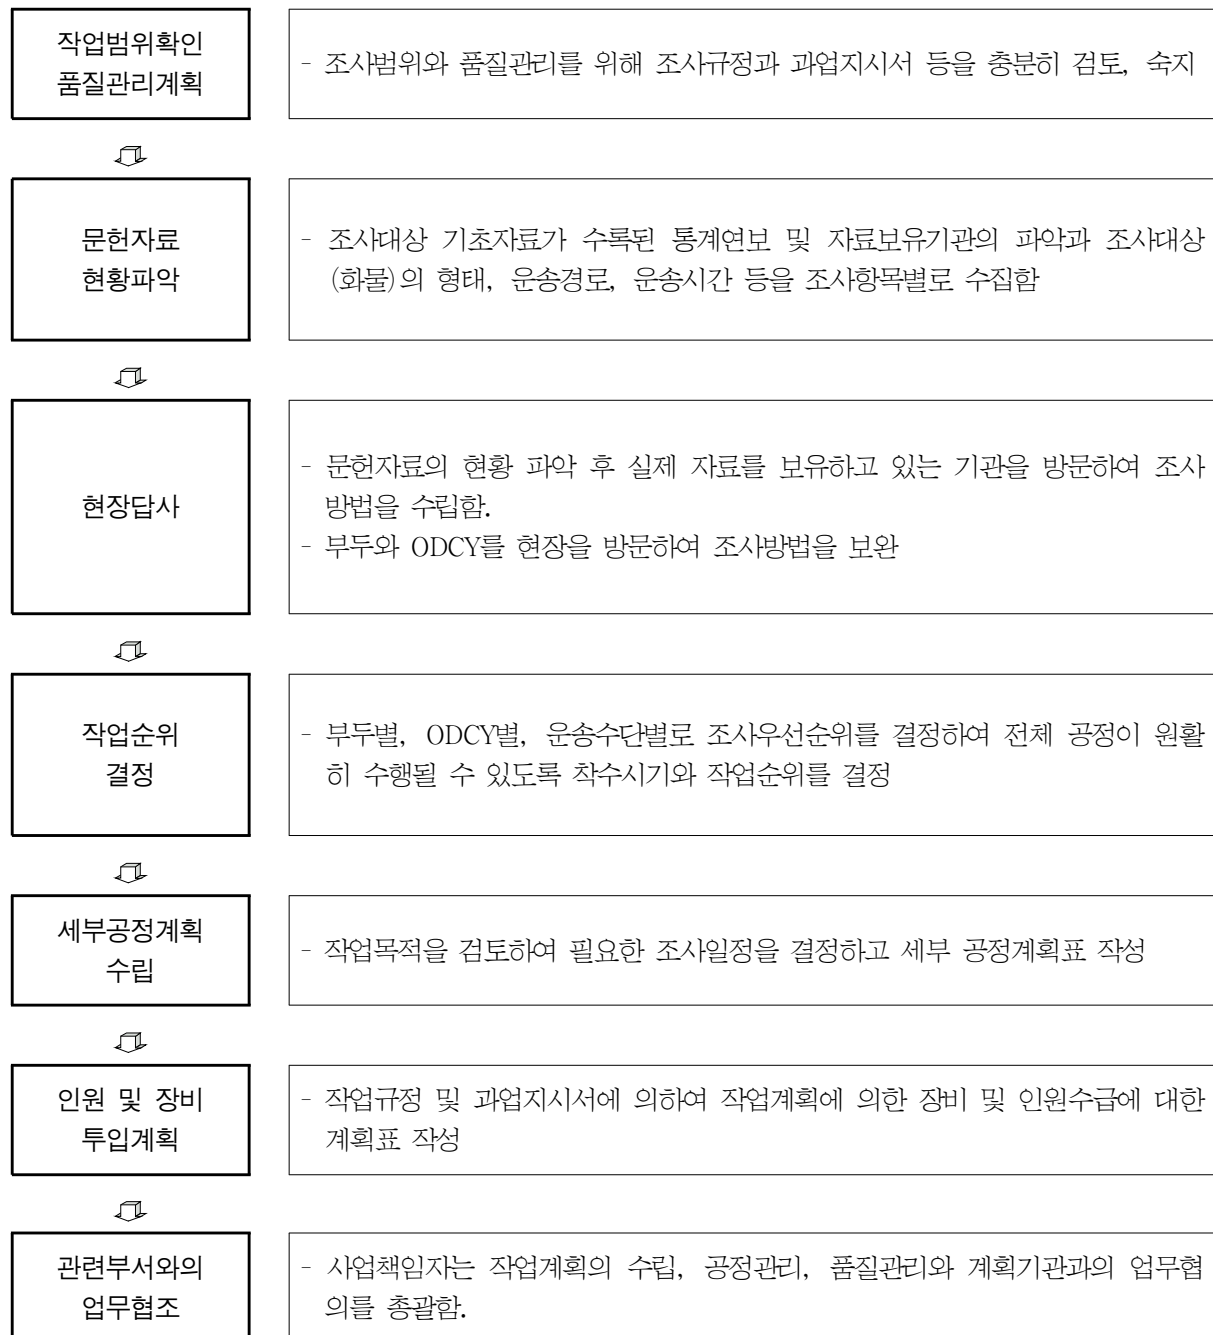 작업범위확인
품질관리계획
- 조사범위와 품질관리를 위해 조사규정과 과업지시서 등을 충분히 검토, 숙지
문헌자료
현황파악
- 조사대상 기초자료가 수록된 통계연보 및 자료보유기관의 파악과 조사대상
(화물)의 형태, 운송경로, 운송시간 등을 조사항목별로 수집함
현장답사
- 문헌자료의 현황 파악 후 실제 자료를 보유하고 있는 기관을 방문하여 조사
방법을 수립함.
- 부두와 ODCY를 현장을 방문하여 조사방법을 보완
작업순위
결정
- 부두별, ODCY별, 운송수단별로 조사우선순위를 결정하여 전체 공정이 원활
히 수행될 수 있도록 착수시기와 작업순위를 결정
세부공정계획
수립
- 작업목적을 검토하여 필요한 조사일정을 결정하고 세부 공정계획표 작성
인원 및 장비
투입계획
- 작업규정 및 과업지시서에 의하여 작업계획에 의한 장비 및 인원수급에 대한
계획표 작성
관련부서와의
업무협조
- 사업책임자는 작업계획의 수립, 공정관리, 품질관리와 계획기관과의 업무협
의를 총괄함.